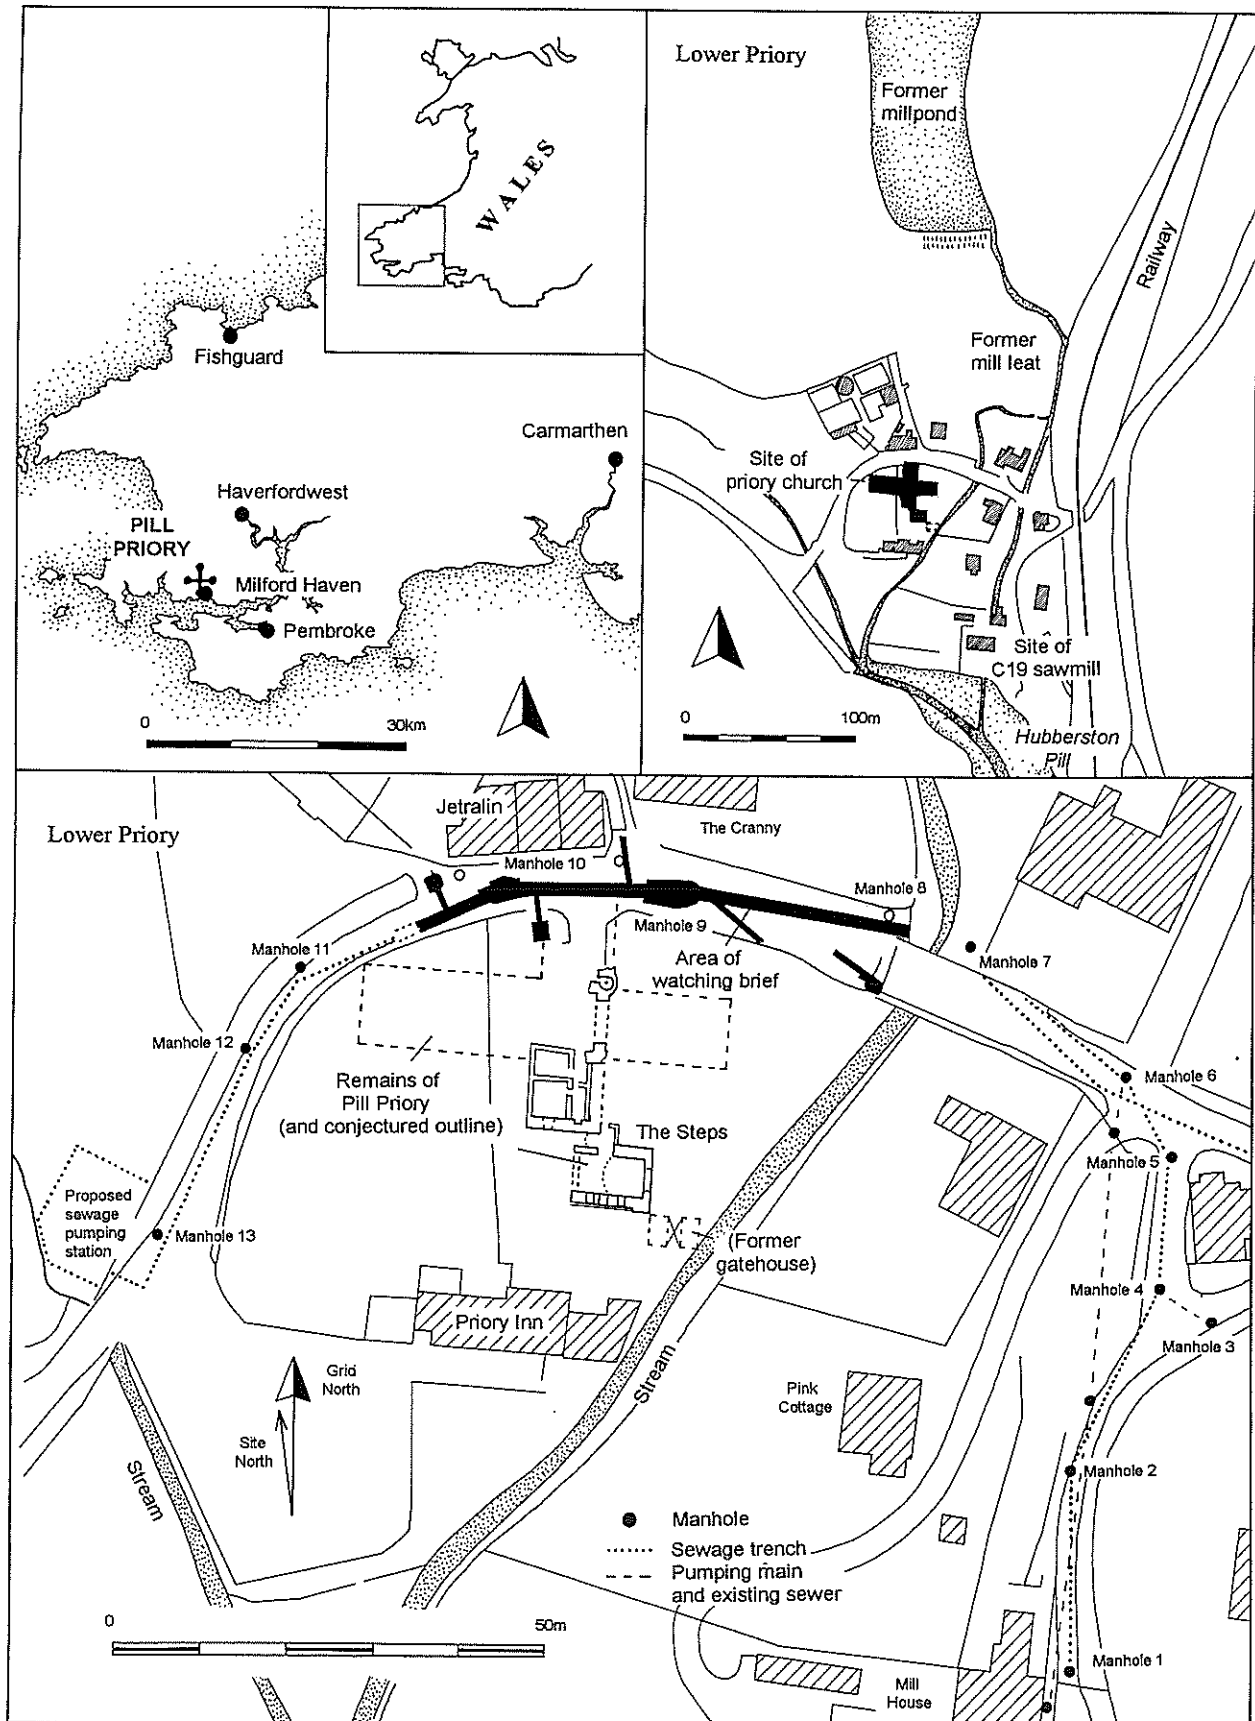 WALES
Fishguard
Carmarthen
Haverfordwest
PILL
PRIORY
Milford Haven
Pembroke
0
30km
Lower Priory
Former
millpond
Railway
Former
mill leat
Site of
priory church
Site of
C19 sawmill
0
100m
Hubberston
Pill
Lower Priory
Jetralin
The Cranny
Manhole 10
Manhole 8
Manhole 9
Manhole 11
Area of
watching brief
Manhole 7
Manhole 12
Manhole 6
Remains of
Pill Priory
(and conjectured outline)
The Steps
Manhole 5
Proposed
sewage
pumping
station
Manhole 13
(Former
gatehouse)
Manhole 4
Manhole 3
Priory Inn
Stream
Grid
North
Site
North
Pink
Cottage
Stream
Manhole 2
Manhole
Sewage trench
Pumping main
and existing sewer
0
50m
Manhole 1
Mill
House